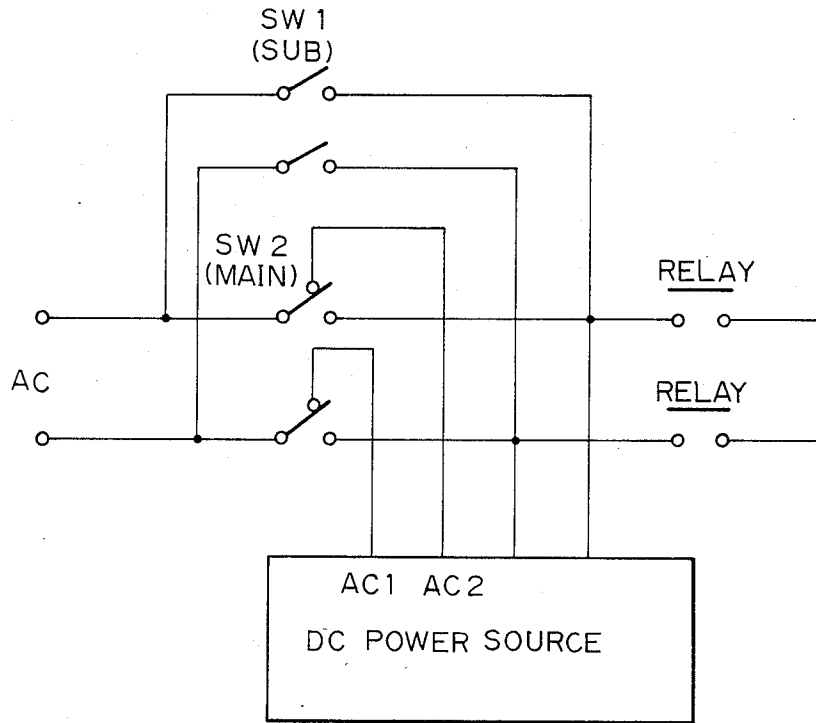 SW 1
(SUB)
SW 2
(MAIN)
RELAY
AC
RELAY
AC1 AC2
DC POWER SOURCE